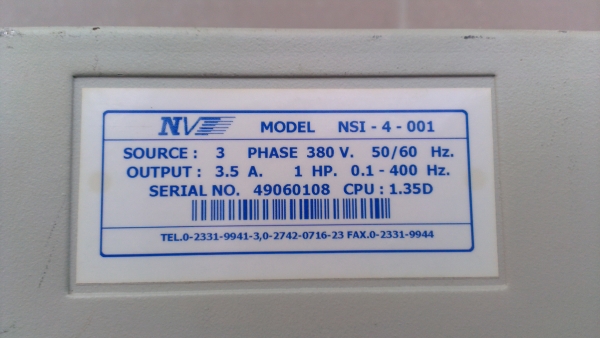 NV MODEL NSI - 4 - 001
SOURCE : 3 PHASE 380 V. 50/60 Hz.
OUTPUT : 3.5 A. 1 HP. 0.1 - 400 Hz.
SERIAL NO. 49060108 CPU : 1.35D
TEL.0-2331-9941-3,0-2742-0716-23 FAX.0-2331-9944